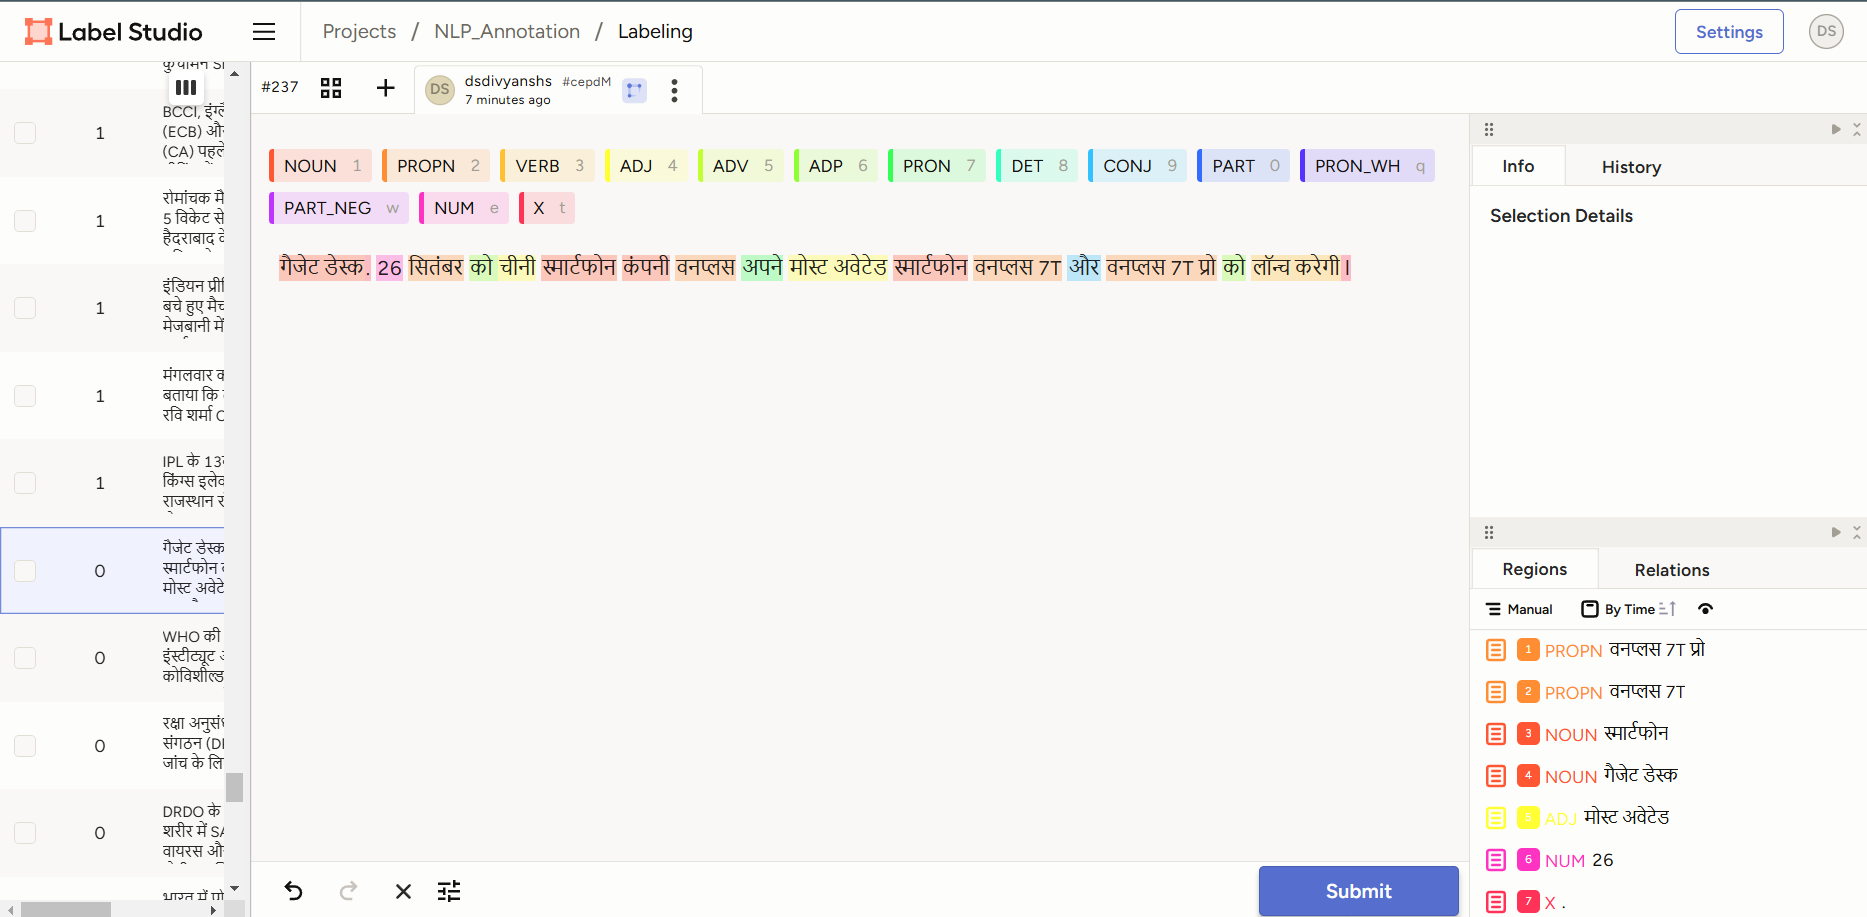 Label Studio
Projects / NLP_Annotation / Labeling
Settings
DS
#237
DS
dsdivyanshs #cepdM
7 minutes ago
1
BCCI,
(ECB)
(CA) पहले
1
रोमांचक
5 विकेट से
हैदराबाद
1
इंडियन
बचे हुए
मेजबानी में
1
मंगलवार
बताया कि
रवि शर्मा
1
IPL के
किंग्स
राजस्थान
0
गैजेट डेस्क
स्मार्टफोन
मोस्ट
0
WHO की
इंस्टीट्यूट
कोविशील्ड
0
रक्षा
संगठन
जांच के
0
DRDO के
शरीर में
वायरस
भारत में
NOUN 1 PROPN 2 VERB 3 ADJ 4 ADV 5 ADP 6 PRON 7 DET 8 CONJ 9 PART 0 PRON_WH q
PART_NEG w NUM e X t
गैजेट डेस्क. 26 सितंबर को चीनी स्मार्टफोन कंपनी वनप्लस अपने मोस्ट अवेटेड स्मार्टफोन वनप्लस 7T और वनप्लस 7T प्रो को लॉन्च करेगी।
Submit
Info History
Selection Details
Regions Relations
Manual By Time
1 PROPN वनप्लस 7T प्रो
2 PROPN वनप्लस 7T
3 NOUN स्मार्टफोन
4 NOUN गैजेट डेस्क
5 ADJ मोस्ट अवेटेड
6 NUM 26
7 X .